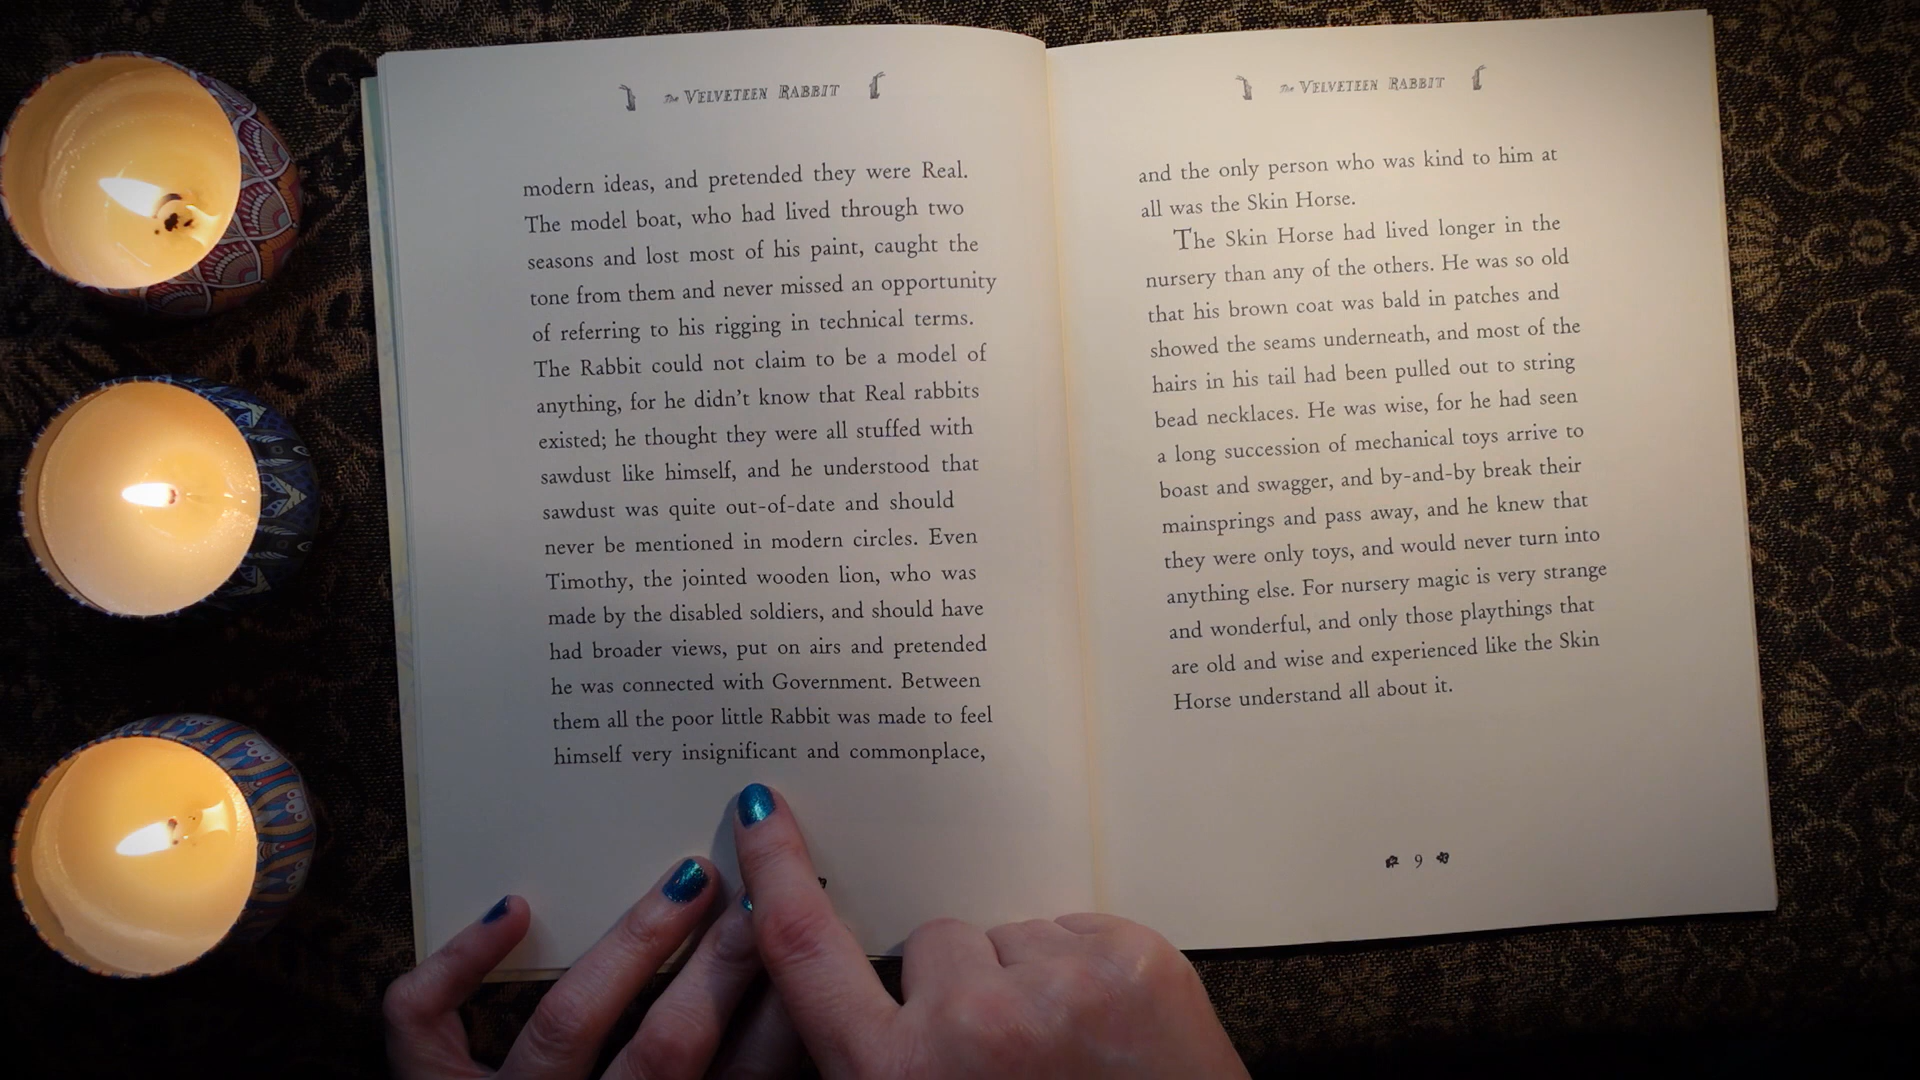 The VELVETEEN RABBIT
modern ideas, and pretended they were Real.
The model boat, who had lived through two
seasons and lost most of his paint, caught the
tone from them and never missed an opportunity
of referring to his rigging in technical terms.
The Rabbit could not claim to be a model of
anything, for he didn't know that Real rabbits
existed; he thought they were all stuffed with
sawdust like himself, and he understood that
sawdust was quite out-of-date and should
never be mentioned in modern circles. Even
Timothy, the jointed wooden lion, who was
made by the disabled soldiers, and should have
had broader views, put on airs and pretended
he was connected with Government. Between
them all the poor little Rabbit was made to feel
himself very insignificant and commonplace,
The VELVETEEN RABBIT
and the only person who was kind to him at
all was the Skin Horse.
The Skin Horse had lived longer in the
nursery than any of the others. He was so old
that his brown coat was bald in patches and
showed the seams underneath, and most of the
hairs in his tail had been pulled out to string
bead necklaces. He was wise, for he had seen
a long succession of mechanical toys arrive to
boast and swagger, and by-and-by break their
mainsprings and pass away, and he knew that
they were only toys, and would never turn into
anything else. For nursery magic is very strange
and wonderful, and only those playthings that
are old and wise and experienced like the Skin
Horse understand all about it.
9